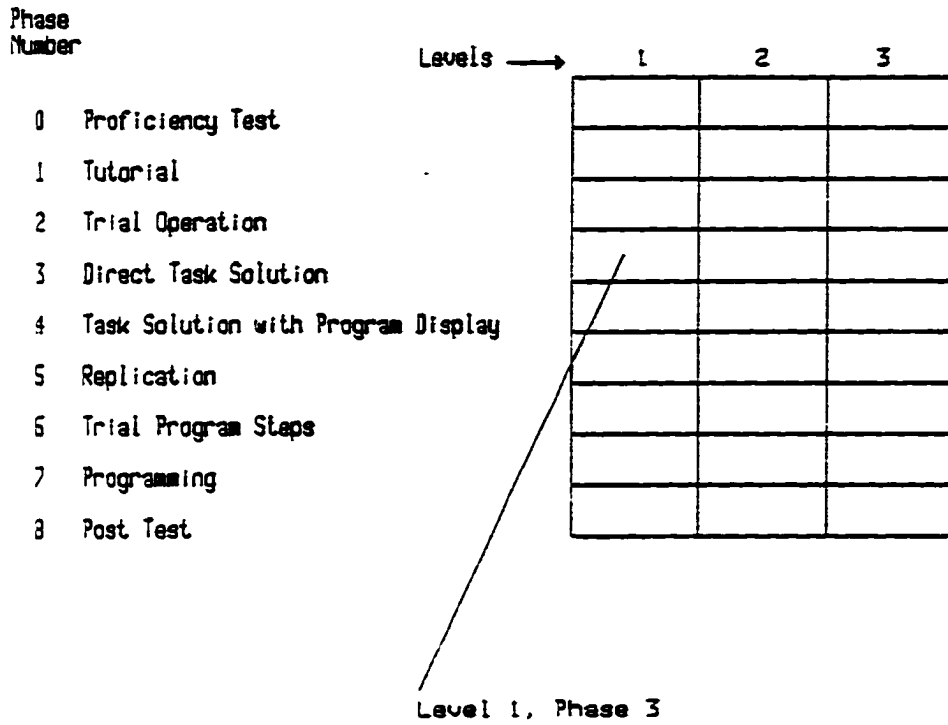 Phase
Number
Levels → 1 2 3
0 Proficiency Test
1 Tutorial
2 Trial Operation
3 Direct Task Solution
4 Task Solution with Program Display
5 Replication
6 Trial Program Steps
7 Programming
8 Post Test
Level 1, Phase 3